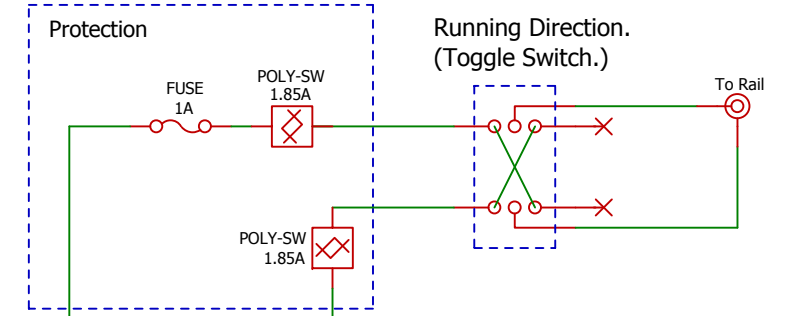 Protection
Running Direction.
(Toggle Switch.)
FUSE
1A
POLY-SW
1.85A
To Rail
POLY-SW
1.85A